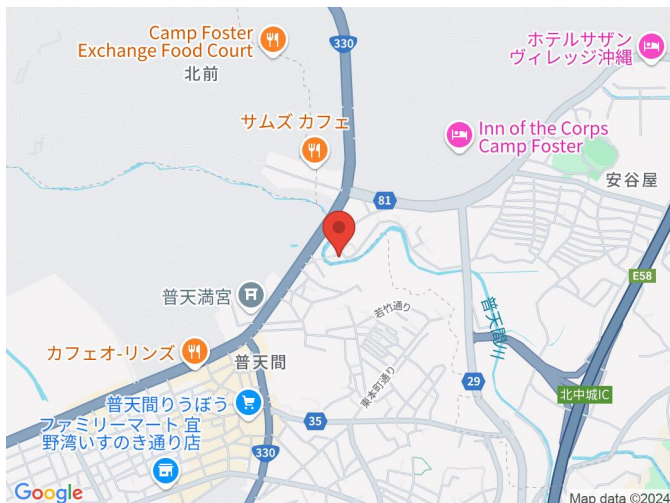 Camp Foster
Exchange Food Court
330
ホテルサザン
ヴィレッジ沖縄
北前
サムズ カフェ
Inn of the Corps
Camp Foster
安谷屋
81
E58
普天満宮
若竹通り
普天間川
カフェオ-リンズ
普天間
東本町通り
29
北中城IC
普天間りうぼう
ファミリーマート 宜
野湾いすのき通り店
35
330
Google
Map data ©2024